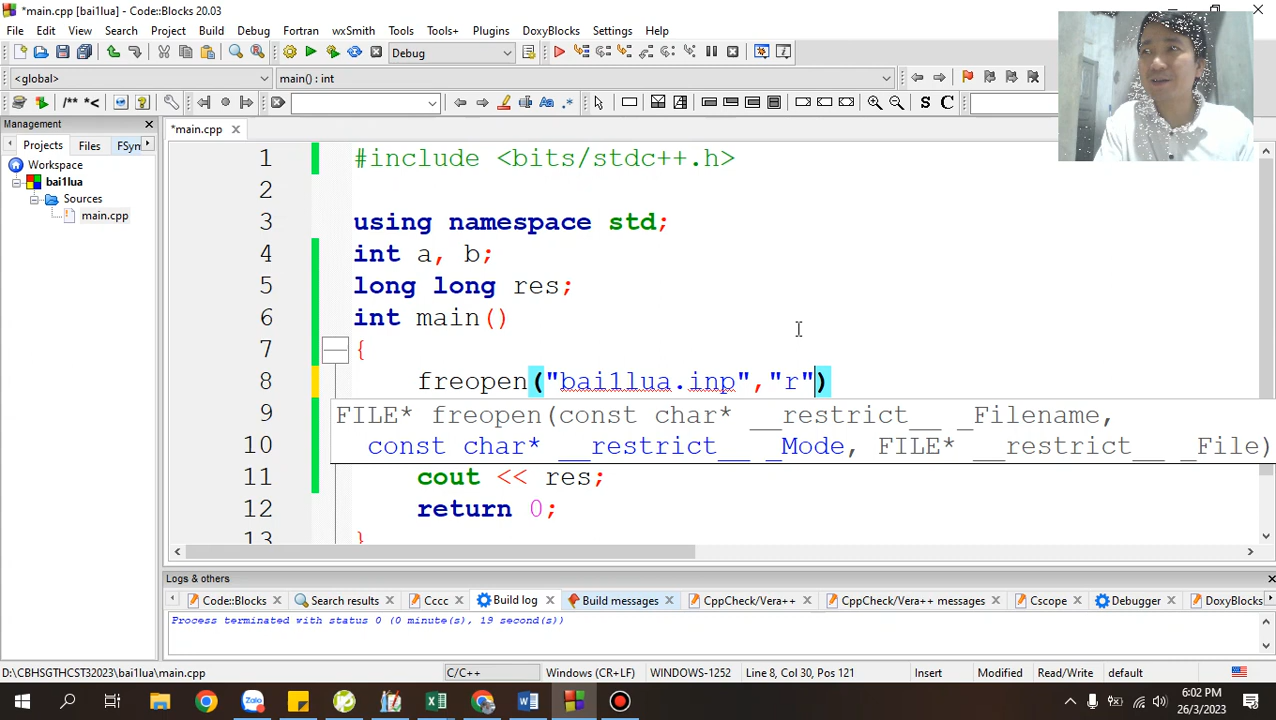 *main.cpp [bai1lua] - Code::Blocks 20.03
File Edit View Search Project Build Debug Fortran wxSmith Tools Tools+ Plugins DoxyBlocks Settings Help
Debug
<global> main() : int
/** *< Aa .* S C
Management
Projects Files FSym
Workspace
bai1lua
Sources
main.cpp
*main.cpp
1 #include <bits/stdc++.h>
2
3 using namespace std;
4 int a, b;
5 long long res;
6 int main()
7 {
8 freopen("bai1lua.inp","r")
9 FILE* freopen(const char* __restrict__ _Filename,
10 const char* __restrict__ _Mode, FILE* __restrict__ _File)
11 cout << res;
12 return 0;
13 }
Logs & others
Code::Blocks Search results Cccc Build log Build messages CppCheck/Vera++ CppCheck/Vera++ messages Cscope Debugger DoxyBlocks
Process terminated with status 0 (0 minute(s), 19 second(s))
D:\CBHSGTHCST32023\bai1lua\main.cpp C/C++ Windows (CR+LF) WINDOWS-1252 Line 8, Col 30, Pos 121 Insert Modified Read/Write default
Zalo
6:02 PM
26/3/2023